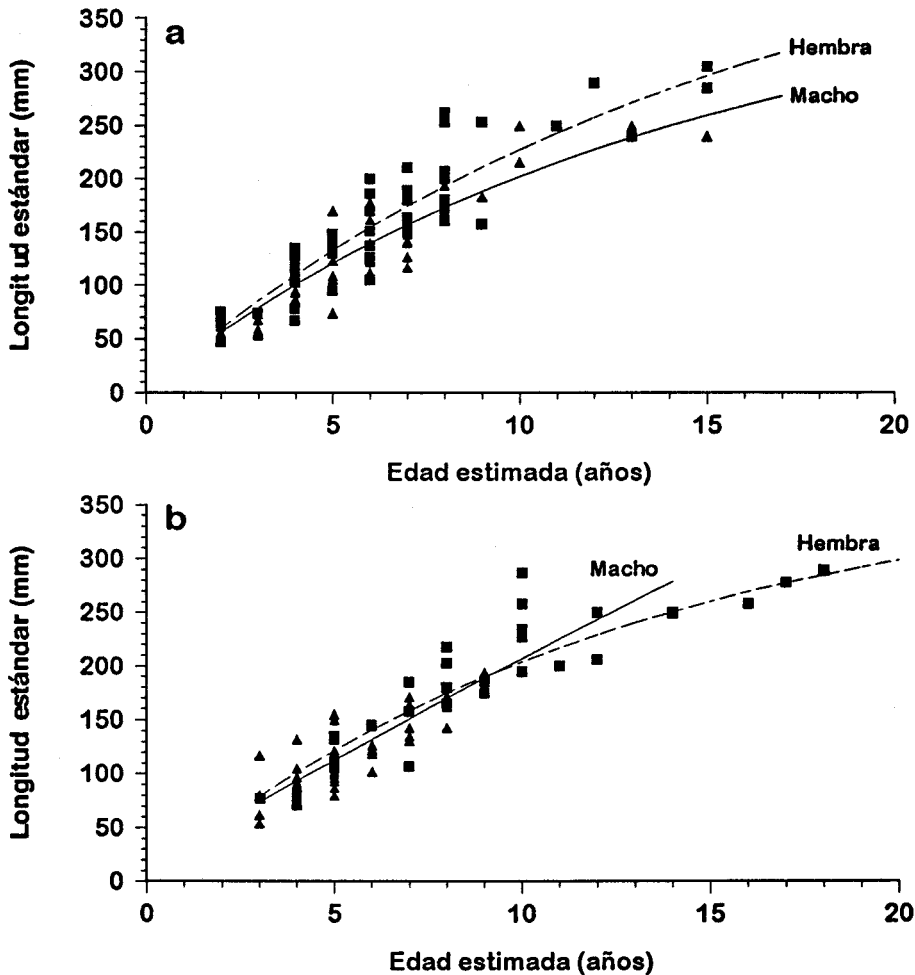 a
Longit ud estándar (mm)
350
300
250
200
150
100
50
0
Hembra
Macho
0 5 10 15 20
Edad estimada (años)
b
Longitud estándar (mm)
350
300
250
200
150
100
50
0
Macho
Hembra
0 5 10 15 20
Edad estimada (años)